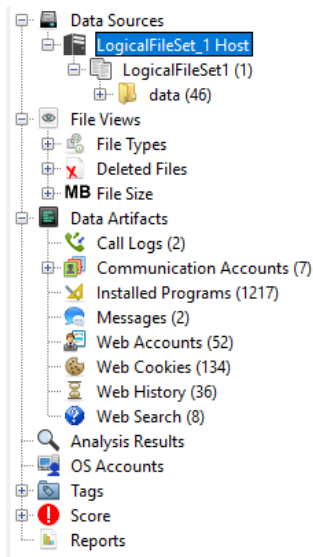 Data Sources
LogicalFileSet_1 Host
LogicalFileSet1 (1)
data (46)
File Views
File Types
Deleted Files
MB File Size
Data Artifacts
Call Logs (2)
Communication Accounts (7)
Installed Programs (1217)
Messages (2)
Web Accounts (52)
Web Cookies (134)
Web History (36)
Web Search (8)
Analysis Results
OS Accounts
Tags
Score
Reports